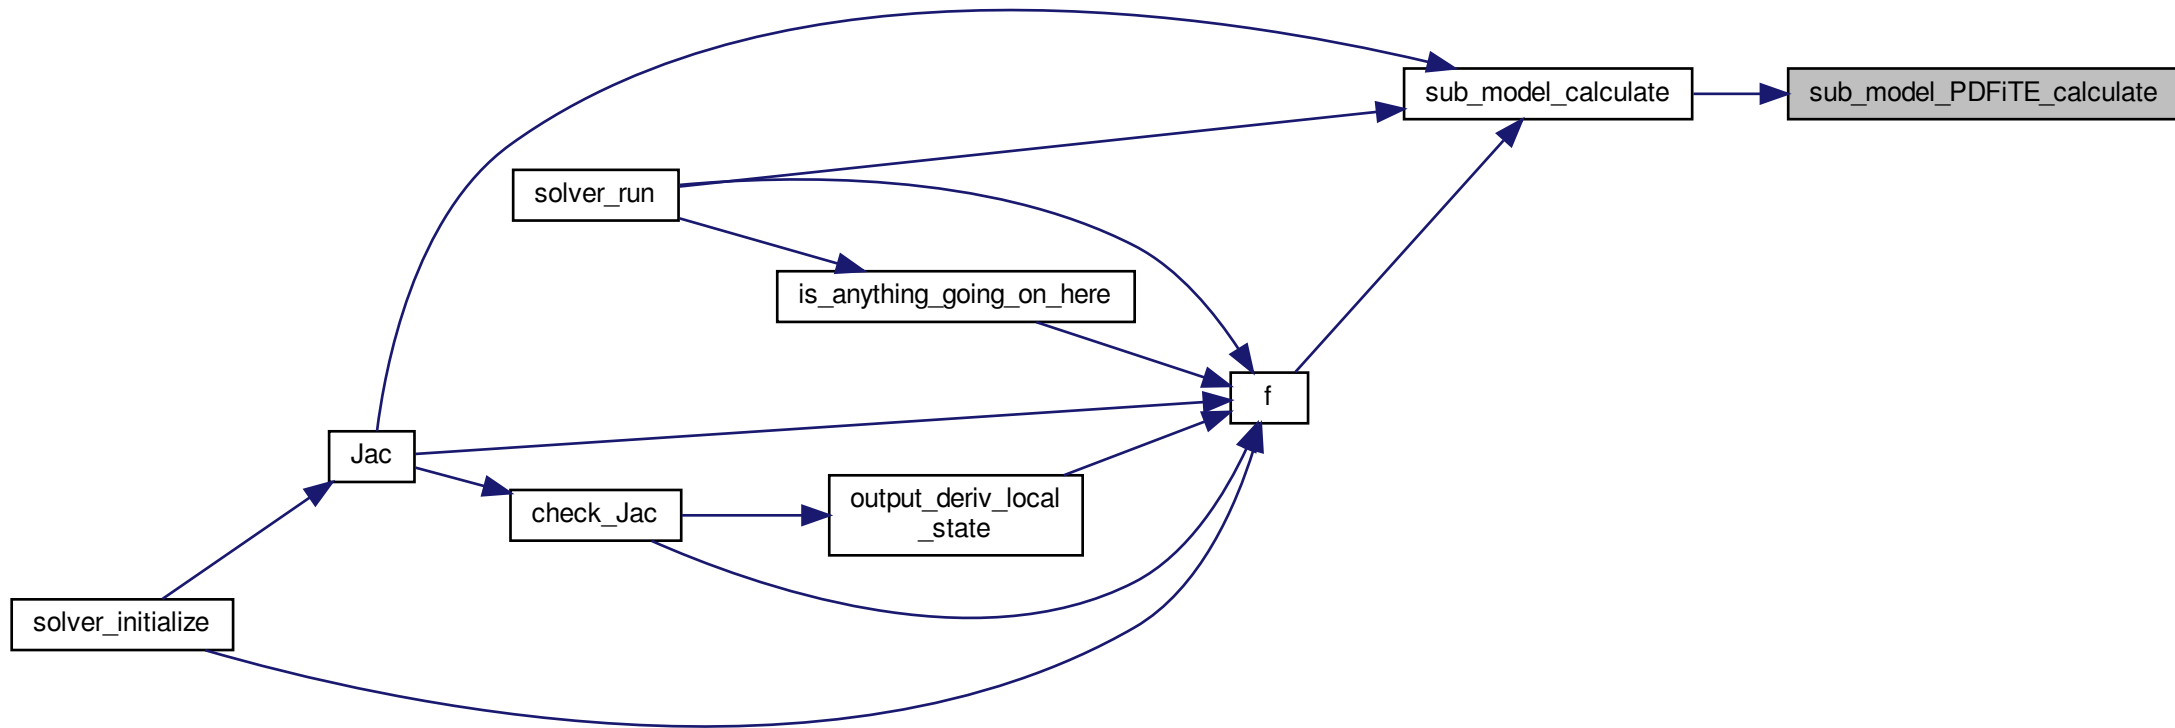 sub_model_calculate
sub_model_PDFiTE_calculate
solver_run
is_anything_going_on_here
f
Jac
output_deriv_local
_state
check_Jac
solver_initialize